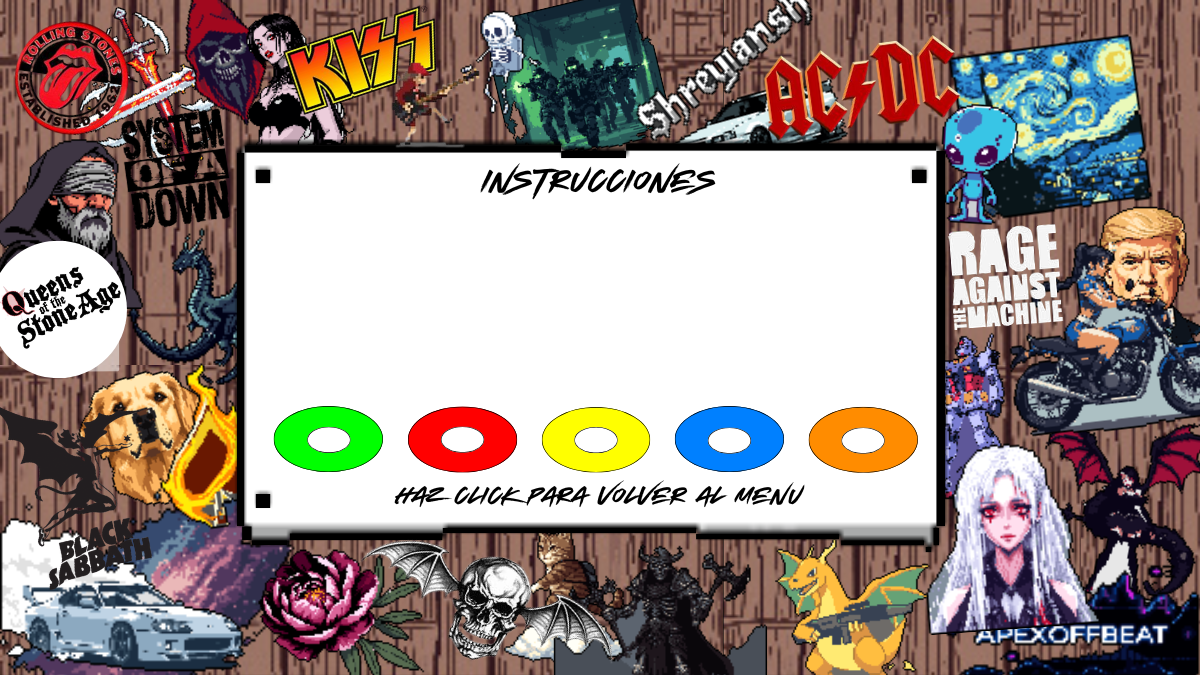 ROLLING STONES
ESTABLISHED 1962
KISS
Shreyansh
AC DC
SYSTEM
OF A
DOWN
INSTRUCCIONES
Queens
of the
Stone Age
RAGE
AGAINST
THE MACHINE
HAZ CLICK PARA VOLVER AL MENU
BLACK
SABBATH
APEXOFFBEAT